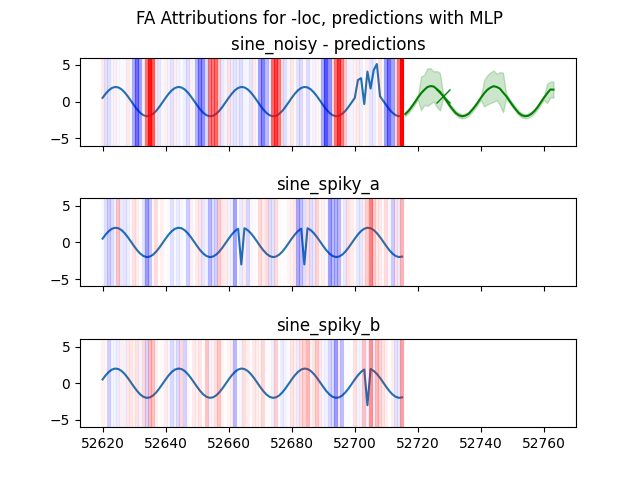 FA Attributions for -loc, predictions with MLP
sine_noisy - predictions
5
0
−5
sine_spiky_a
5
0
−5
sine_spiky_b
5
0
−5
52620 52640 52660 52680 52700 52720 52740 52760